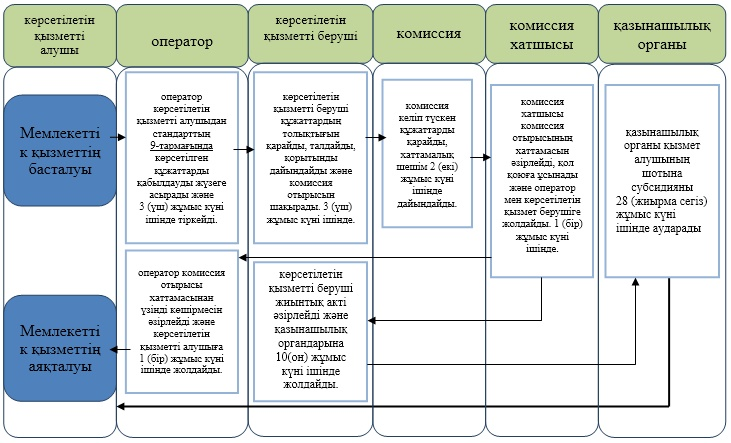 көрсетілетін
қызметті
алушы
оператор
көрсетілетін
қызметті беруші
комиссия
комиссия
хатшысы
қазынашылық
органы
Мемлекетті
к қызметтің
басталуы
оператор
көрсетілетін
қызметті алушыдан
стандарттың
9-тармағында
көрсетілген
құжаттарды
қабылдауды жүзеге
асырады және
3 (үш) жұмыс күні
ішінде тіркейді.
көрсетілетін
қызметті беруші
құжаттардың
толықтығын
қарайды, талдайды,
қорытынды
дайындайды және
комиссия
отырысын
шақырады. 3 (үш)
жұмыс күні ішінде.
комиссия
келіп түскен
құжаттарды
қарайды,
хаттамалық
шешім 2 (екі)
жұмыс күні
ішінде
дайындайды.
комиссия
хатшысы
комиссия
отырысының
хаттамасын
әзірлейді, қол
қоюға ұсынады
және оператор
мен көрсетілетін
қызмет берушіге
жолдайды. 1 (бір)
жұмыс күні
ішінде.
қазынашылық
органы қызмет
алушының
шотына
субсидияны
28 (жиырма сегіз)
жұмыс күні
ішінде аударады
Мемлекетті
к қызметтің
аяқталуы
оператор комиссия
отырысы
хаттамасынан
үзінді көшірмесін
әзірлейді және
көрсетілетін
қызметті алушыға
1 (бір) жұмыс күні
ішінде жолдайды.
көрсетілетін
қызметті беруші
жиынтық акті
әзірлейді және
қазынашылық
органдарына
10(он) жұмыс
күні ішінде
жолдайды.